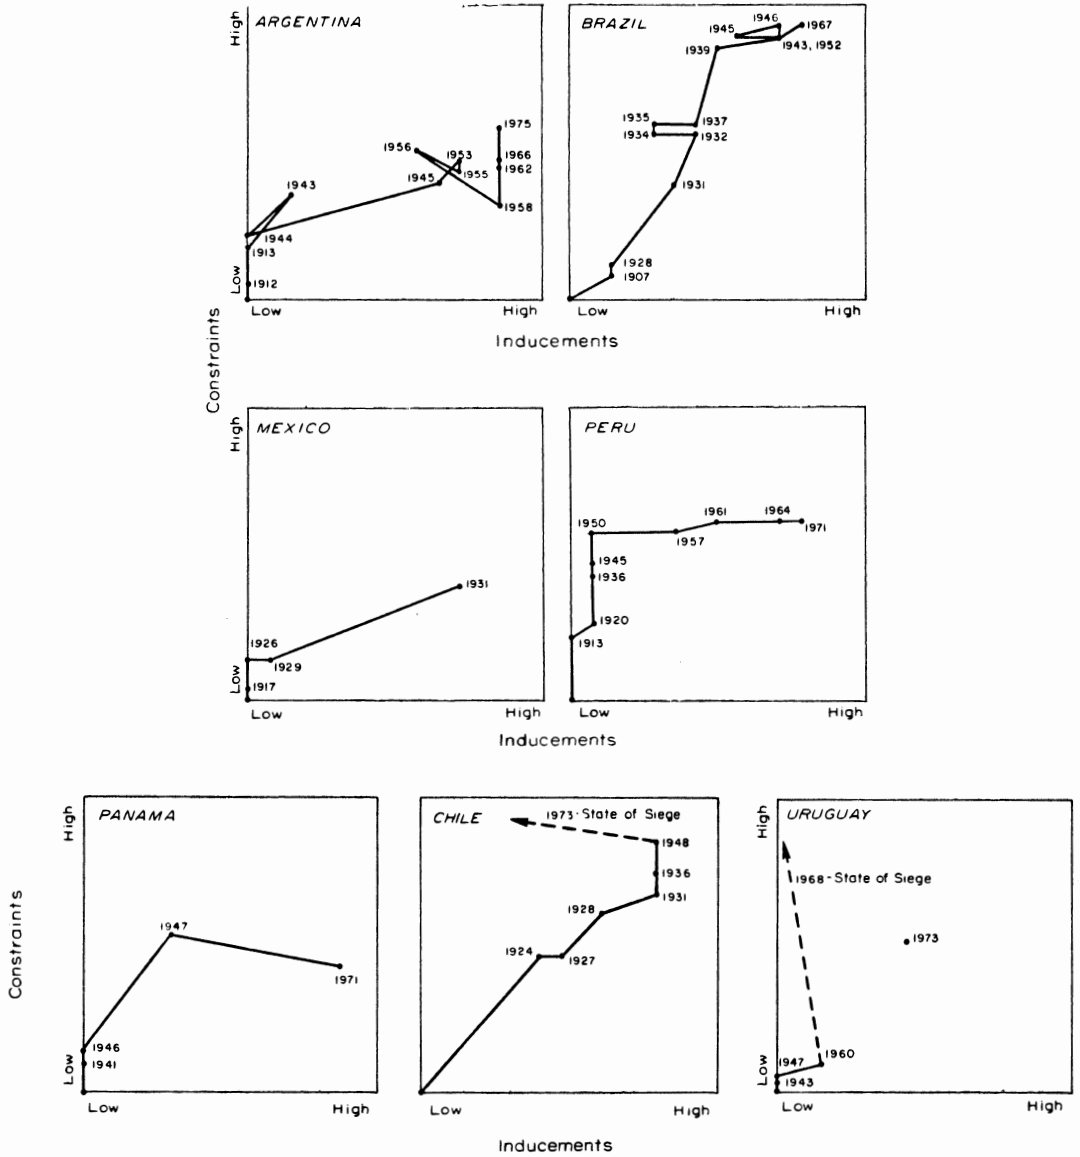 High
ARGENTINA
1943
1944
1913
1912
Low
1956
1953
1945
1955
1975
1966
1962
1958
Low
High
BRAZIL
1946
1945
1967
1939
1943, 1952
1935
1937
1934
1932
1931
1928
1907
Low
High
Inducements
Constraints
High
MEXICO
1931
1926
1929
Low
1917
Low
High
PERU
1961
1964
1950
1971
1957
1945
1936
1920
1913
Low
High
Inducements
High
PANAMA
1947
1971
1946
1941
Low
Low
High
CHILE
1973-State of Siege
1948
1936
1931
1928
1924
1927
Low
High
High
URUGUAY
1968-State of Siege
1973
1960
1947
1943
Low
Low
High
Constraints
Inducements